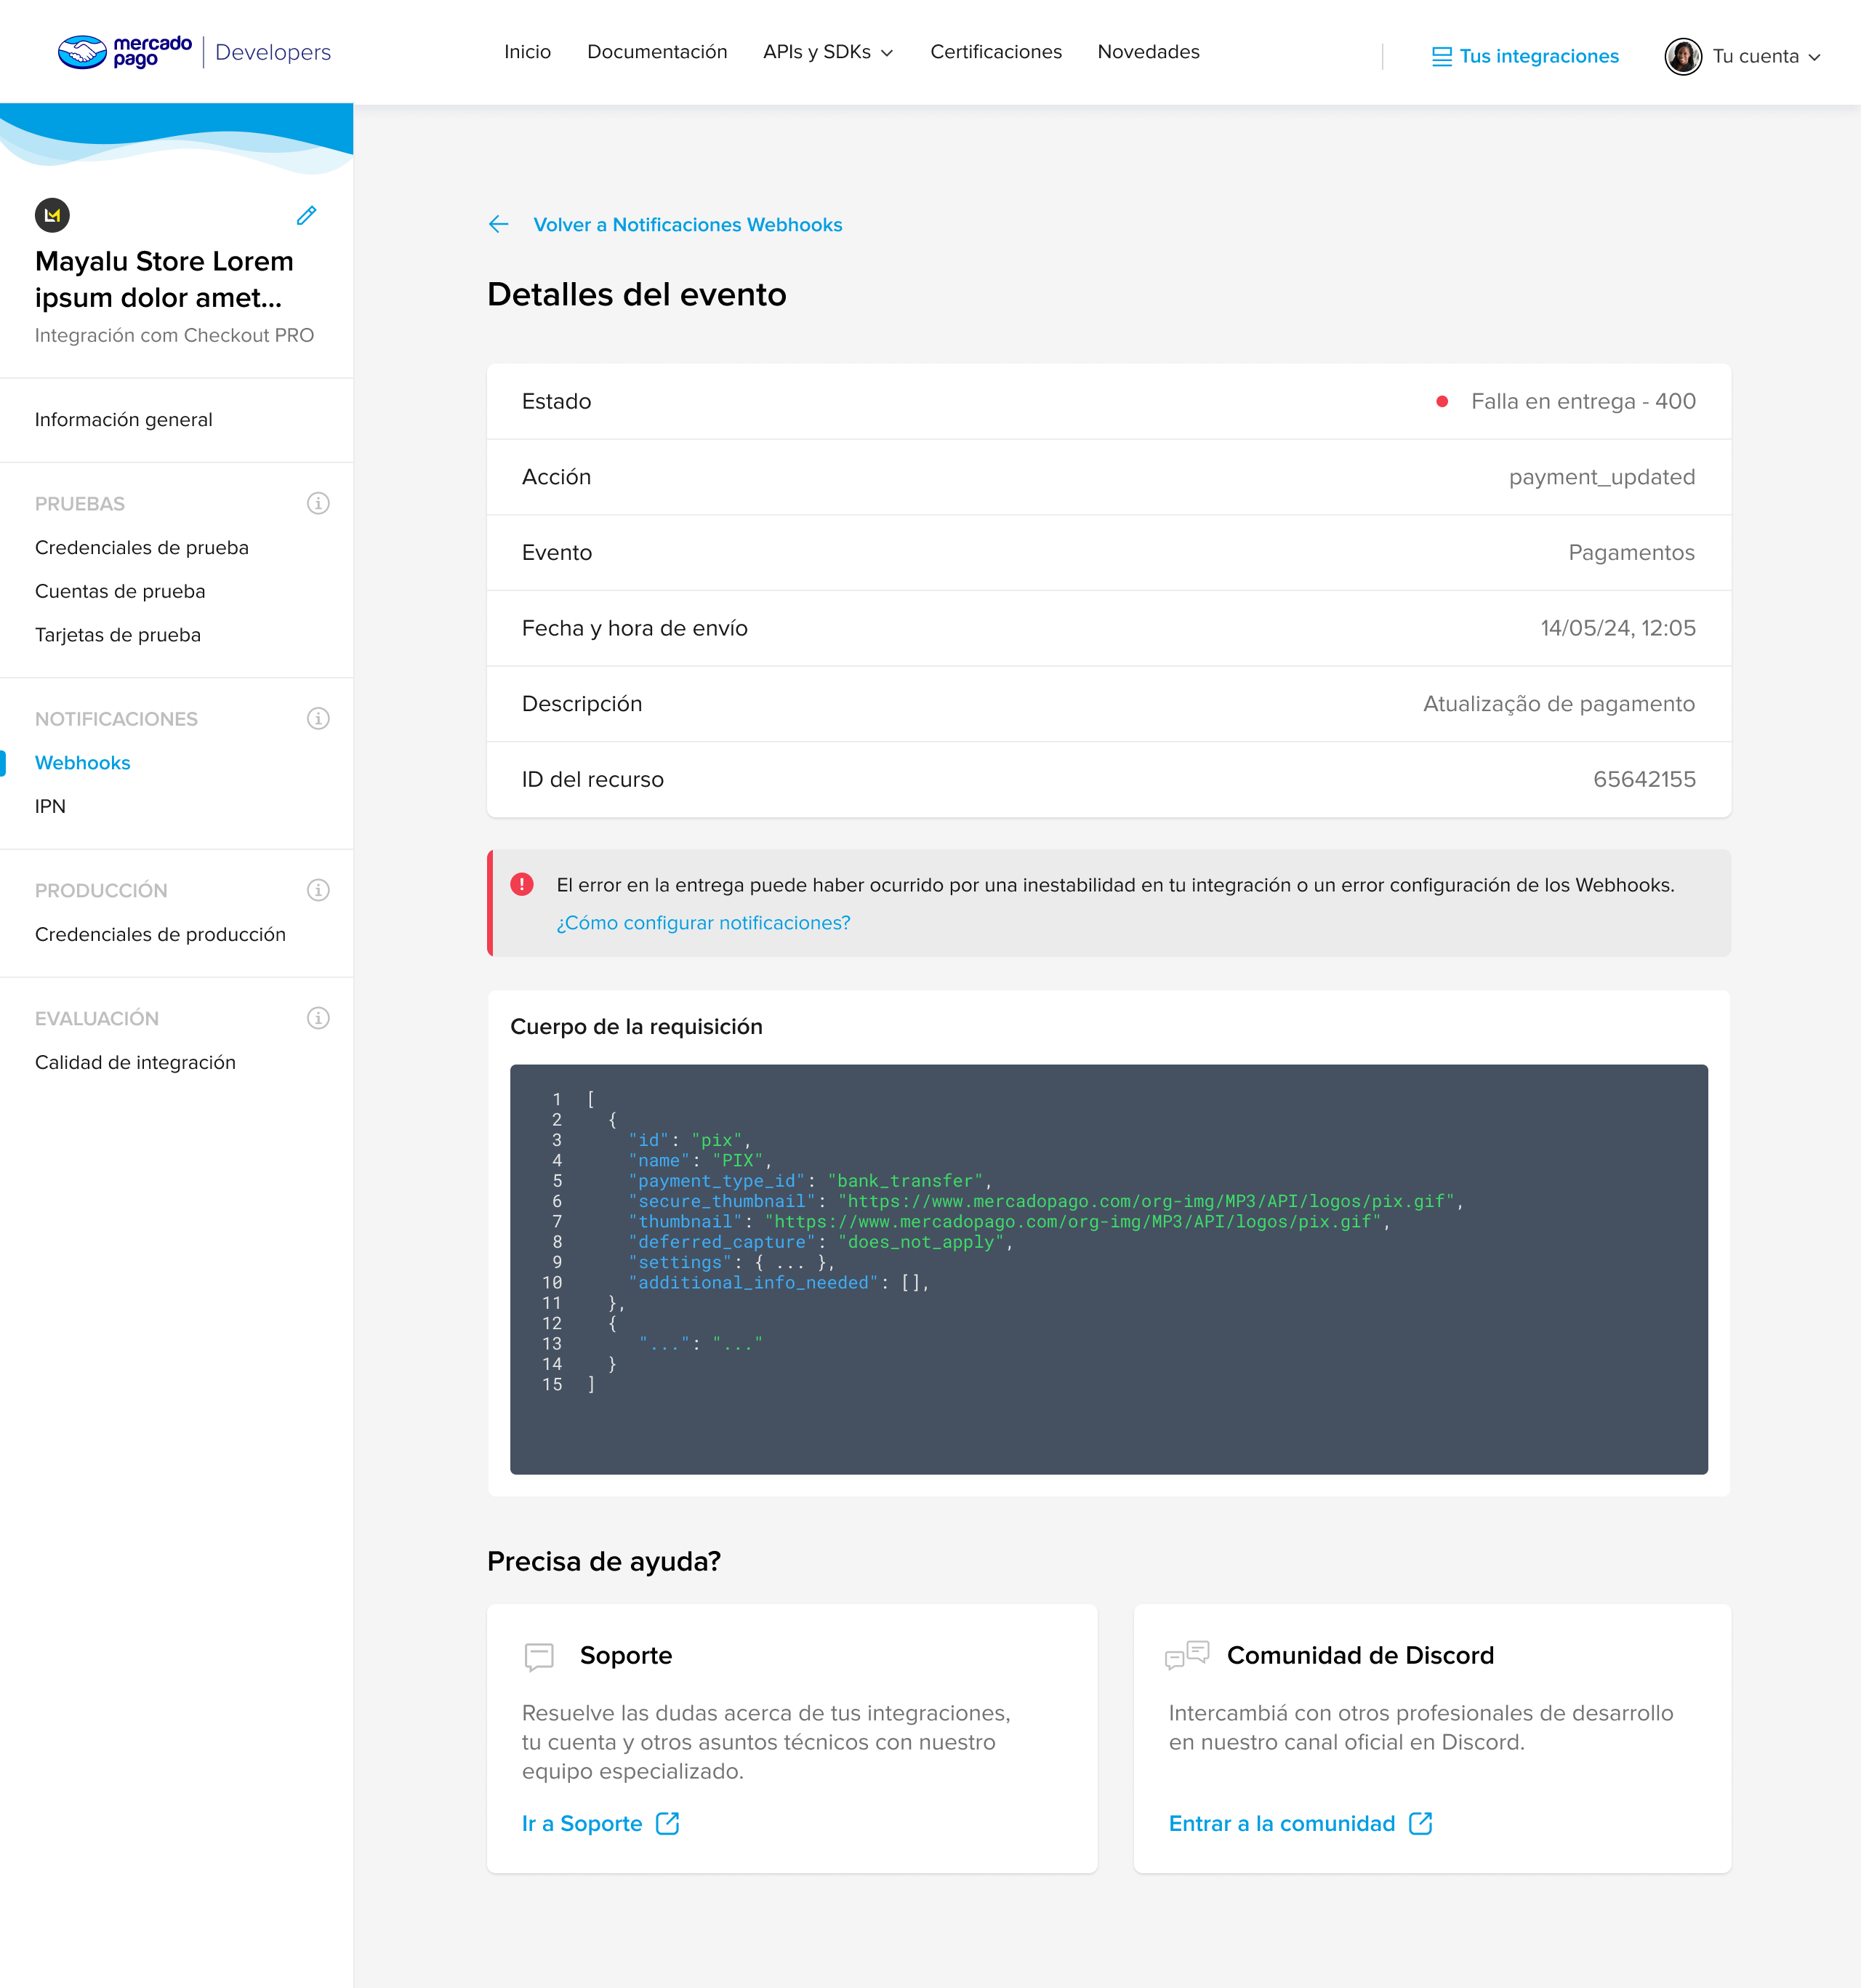 mercado pago | Developers
Inicio Documentación APIs y SDKs Certificaciones Novedades
Tus integraciones Tu cuenta
Mayalu Store Lorem
ipsum dolor amet...
Integración com Checkout PRO
Información general
PRUEBAS
Credenciales de prueba
Cuentas de prueba
Tarjetas de prueba
NOTIFICACIONES
Webhooks
IPN
PRODUCCIÓN
Credenciales de producción
EVALUACIÓN
Calidad de integración
Volver a Notificaciones Webhooks
Detalles del evento
Estado Falla en entrega - 400
Acción payment_updated
Evento Pagamentos
Fecha y hora de envío 14/05/24, 12:05
Descripción Atualização de pagamento
ID del recurso 65642155
El error en la entrega puede haber ocurrido por una inestabilidad en tu integración o un error configuración de los Webhooks.
¿Cómo configurar notificaciones?
Cuerpo de la requisición
1 [
2 {
3 "id": "pix",
4 "name": "PIX",
5 "payment_type_id": "bank_transfer",
6 "secure_thumbnail": "https://www.mercadopago.com/org-img/MP3/API/logos/pix.gif",
7 "thumbnail": "https://www.mercadopago.com/org-img/MP3/API/logos/pix.gif",
8 "deferred_capture": "does_not_apply",
9 "settings": { ... },
10 "additional_info_needed": [],
11 },
12 {
13 "...": "..."
14 }
15 ]
Precisa de ayuda?
Soporte
Resuelve las dudas acerca de tus integraciones,
tu cuenta y otros asuntos técnicos con nuestro
equipo especializado.
Ir a Soporte
Comunidad de Discord
Intercambiá con otros profesionales de desarrollo
en nuestro canal oficial en Discord.
Entrar a la comunidad